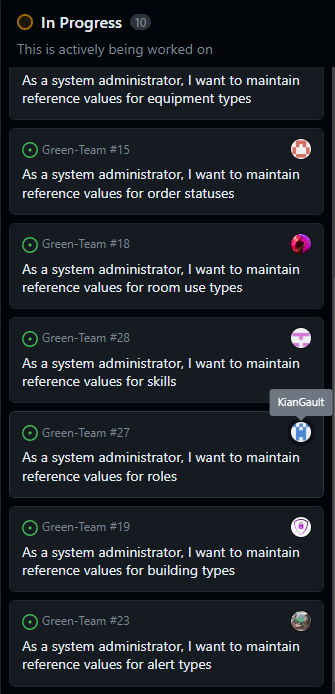 In Progress 10
This is actively being worked on
As a system administrator, I want to maintain
reference values for equipment types
Green-Team #15
As a system administrator, I want to maintain
reference values for order statuses
Green-Team #18
As a system administrator, I want to maintain
reference values for room use types
Green-Team #28
As a system administrator, I want to maintain
reference values for skills
KianGault
Green-Team #27
As a system administrator, I want to maintain
reference values for roles
Green-Team #19
As a system administrator, I want to maintain
reference values for building types
Green-Team #23
As a system administrator, I want to maintain
reference values for alert types